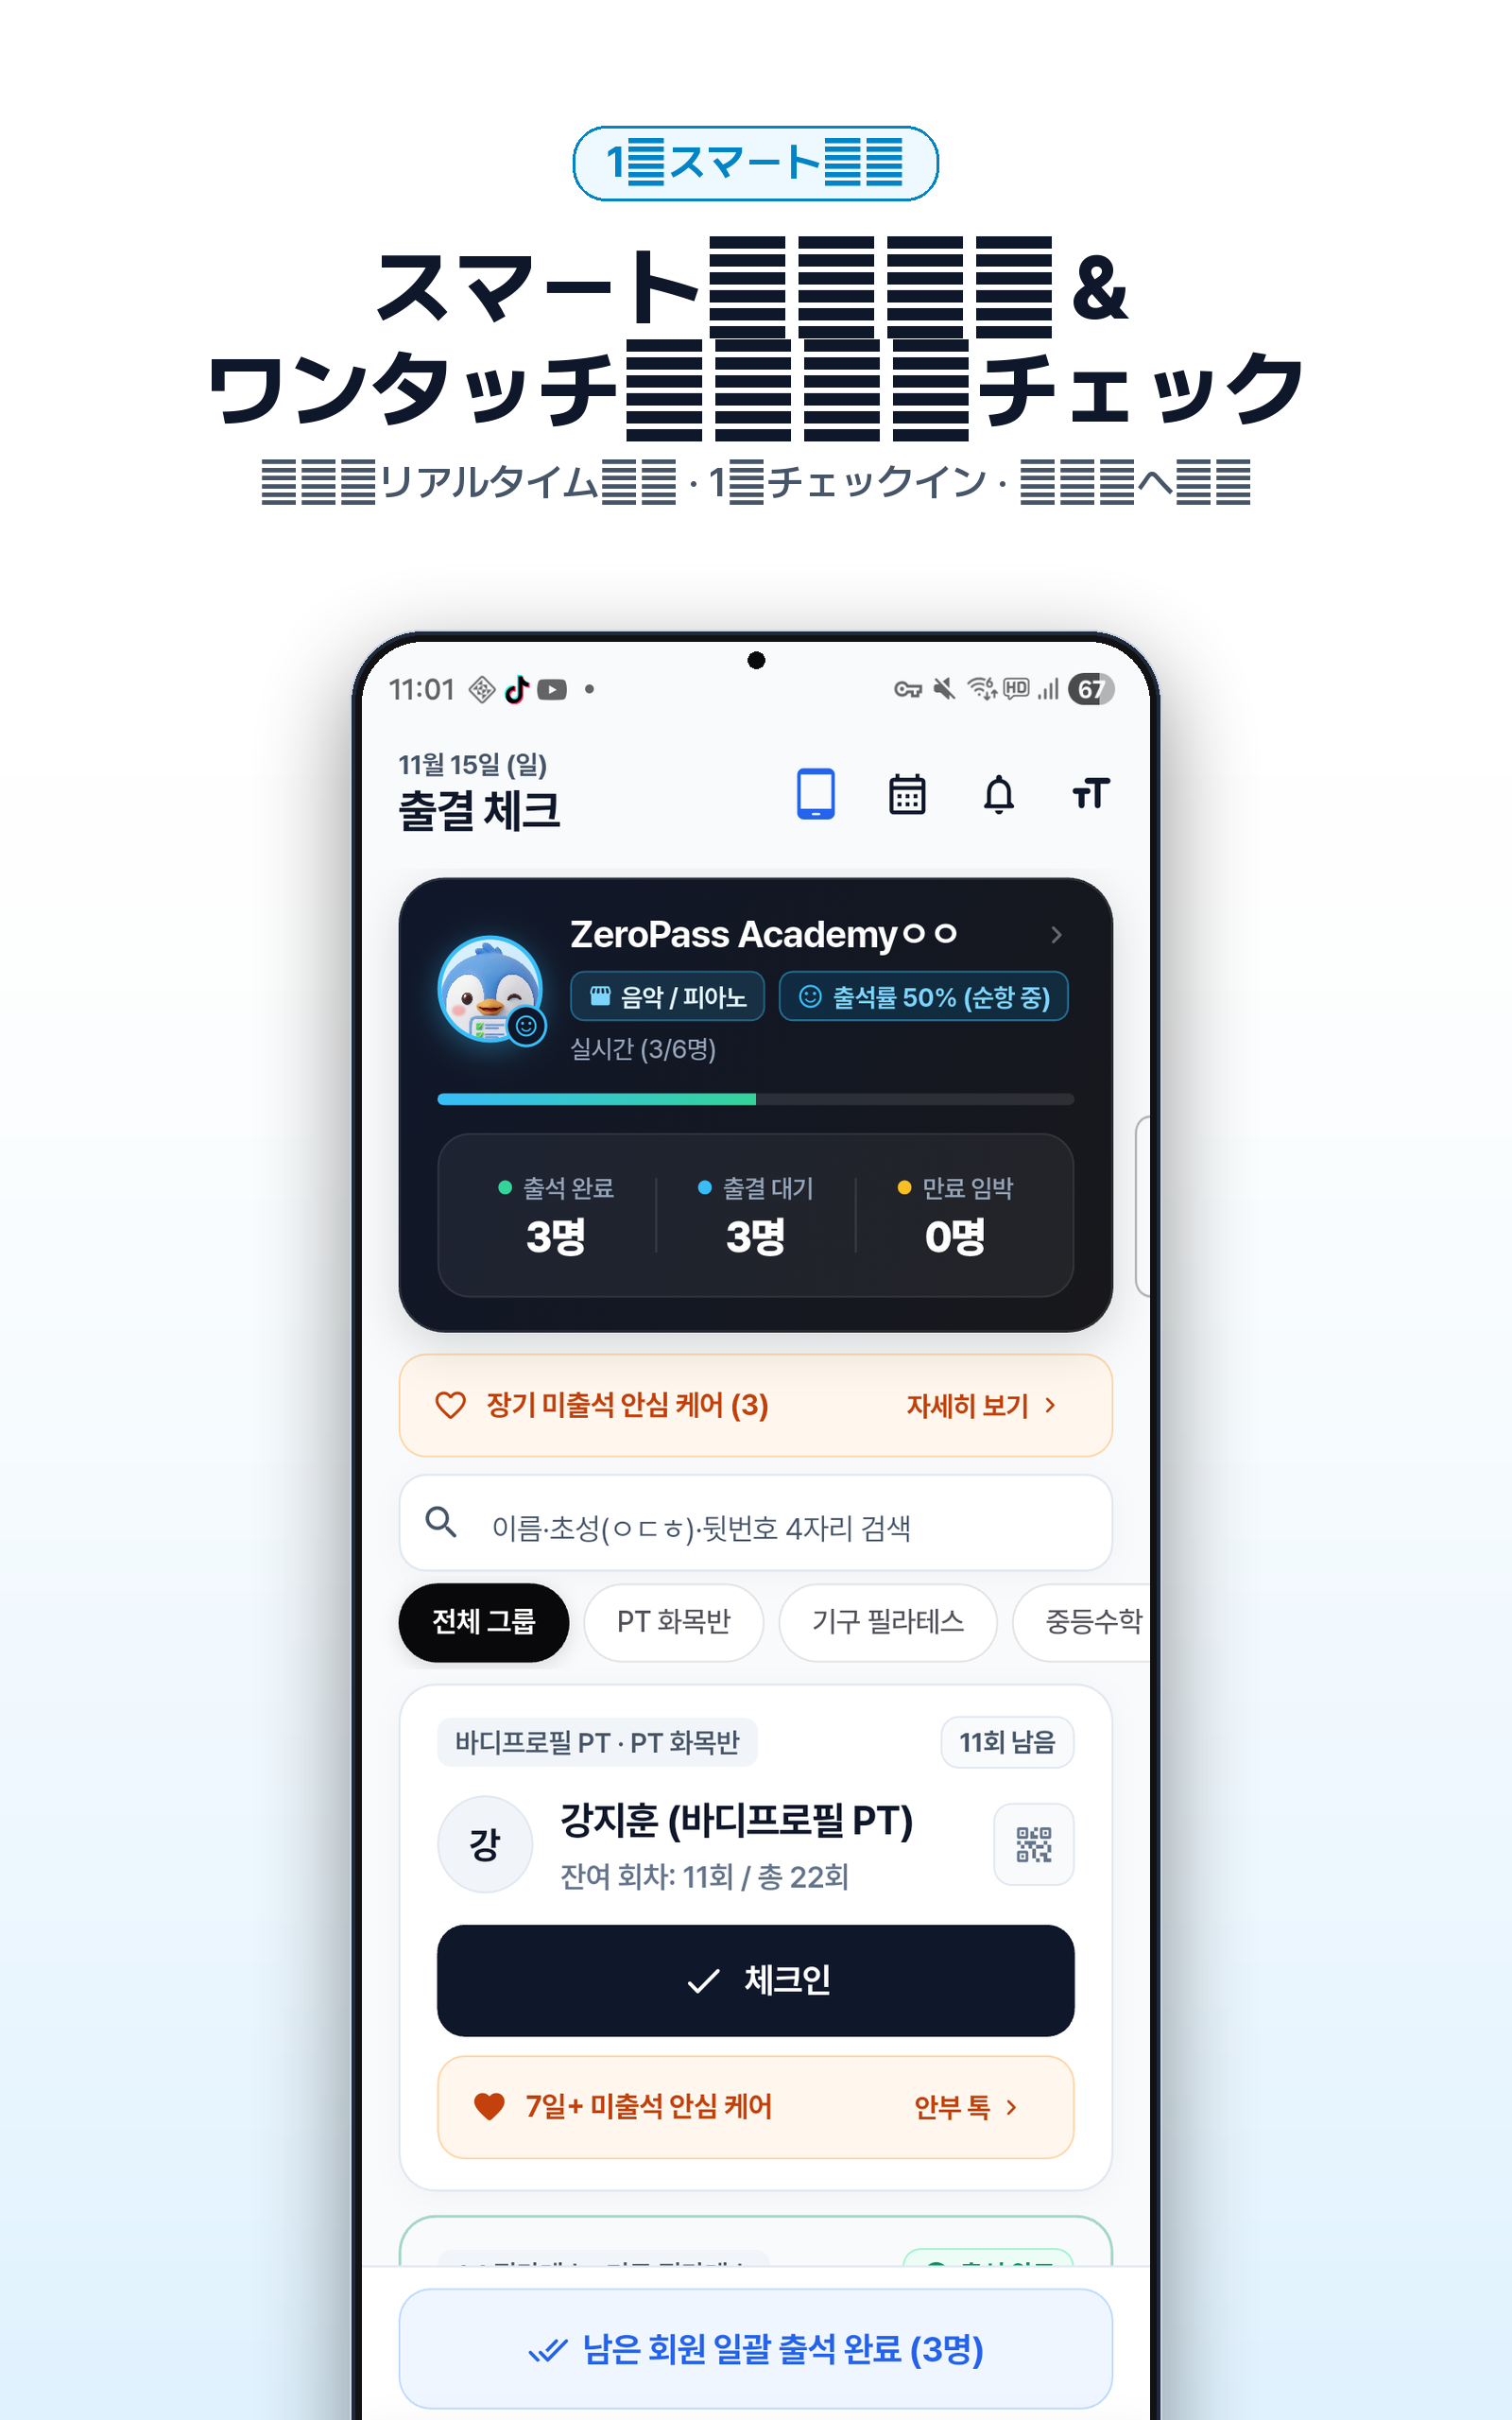 1スマート
スマート &
ワンタッチチェック
リアルタイム · 1チェックイン · へ
11:01
6
HD
67
11월 15일 (일)
출결 체크
ZeroPass Academyㅇㅇ
음악 / 피아노
출석률 50% (순항 중)
실시간 (3/6명)
출석 완료
출결 대기
만료 임박
3명
3명
0명
장기 미출석 안심 케어 (3)
자세히 보기
이름·초성(ㅇㄷㅎ)·뒷번호 4자리 검색
전체 그룹
PT 화목반
기구 필라테스
중등수학
바디프로필 PT · PT 화목반
11회 남음
강
강지훈 (바디프로필 PT)
잔여 회차: 11회 / 총 22회
체크인
7일+ 미출석 안심 케어
안부 톡
남은 회원 일괄 출석 완료 (3명)